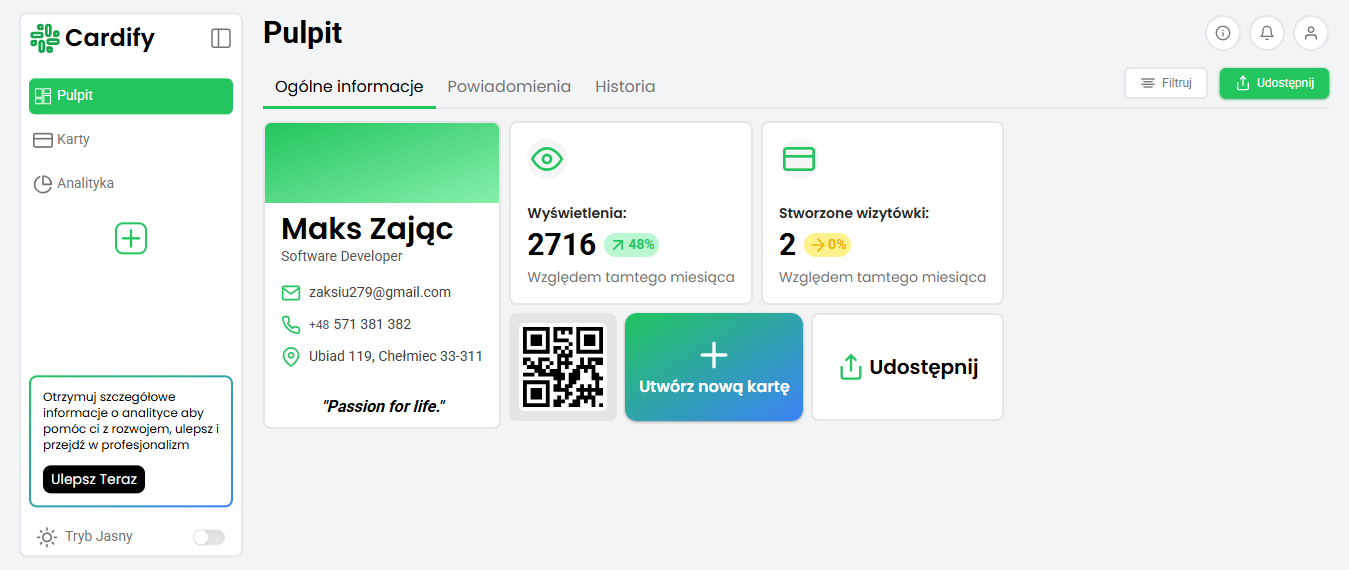 Cardify
Pulpit
Karty
Analityka
Otrzymuj szczegółowe
informacje o analityce aby
pomóc ci z rozwojem, ulepsz i
przejdź w profesjonalizm
Ulepsz Teraz
Tryb Jasny
Pulpit
Ogólne informacje
Powiadomienia
Historia
Filtruj
Udostępnij
Maks Zając
Software Developer
zaksiu279@gmail.com
+48 571 381 382
Ubiad 119, Chełmiec 33-311
"Passion for life."
Wyświetlenia:
2716 48%
Względem tamtego miesiąca
Stworzone wizytówki:
2 0%
Względem tamtego miesiąca
Utwórz nową kartę
Udostępnij